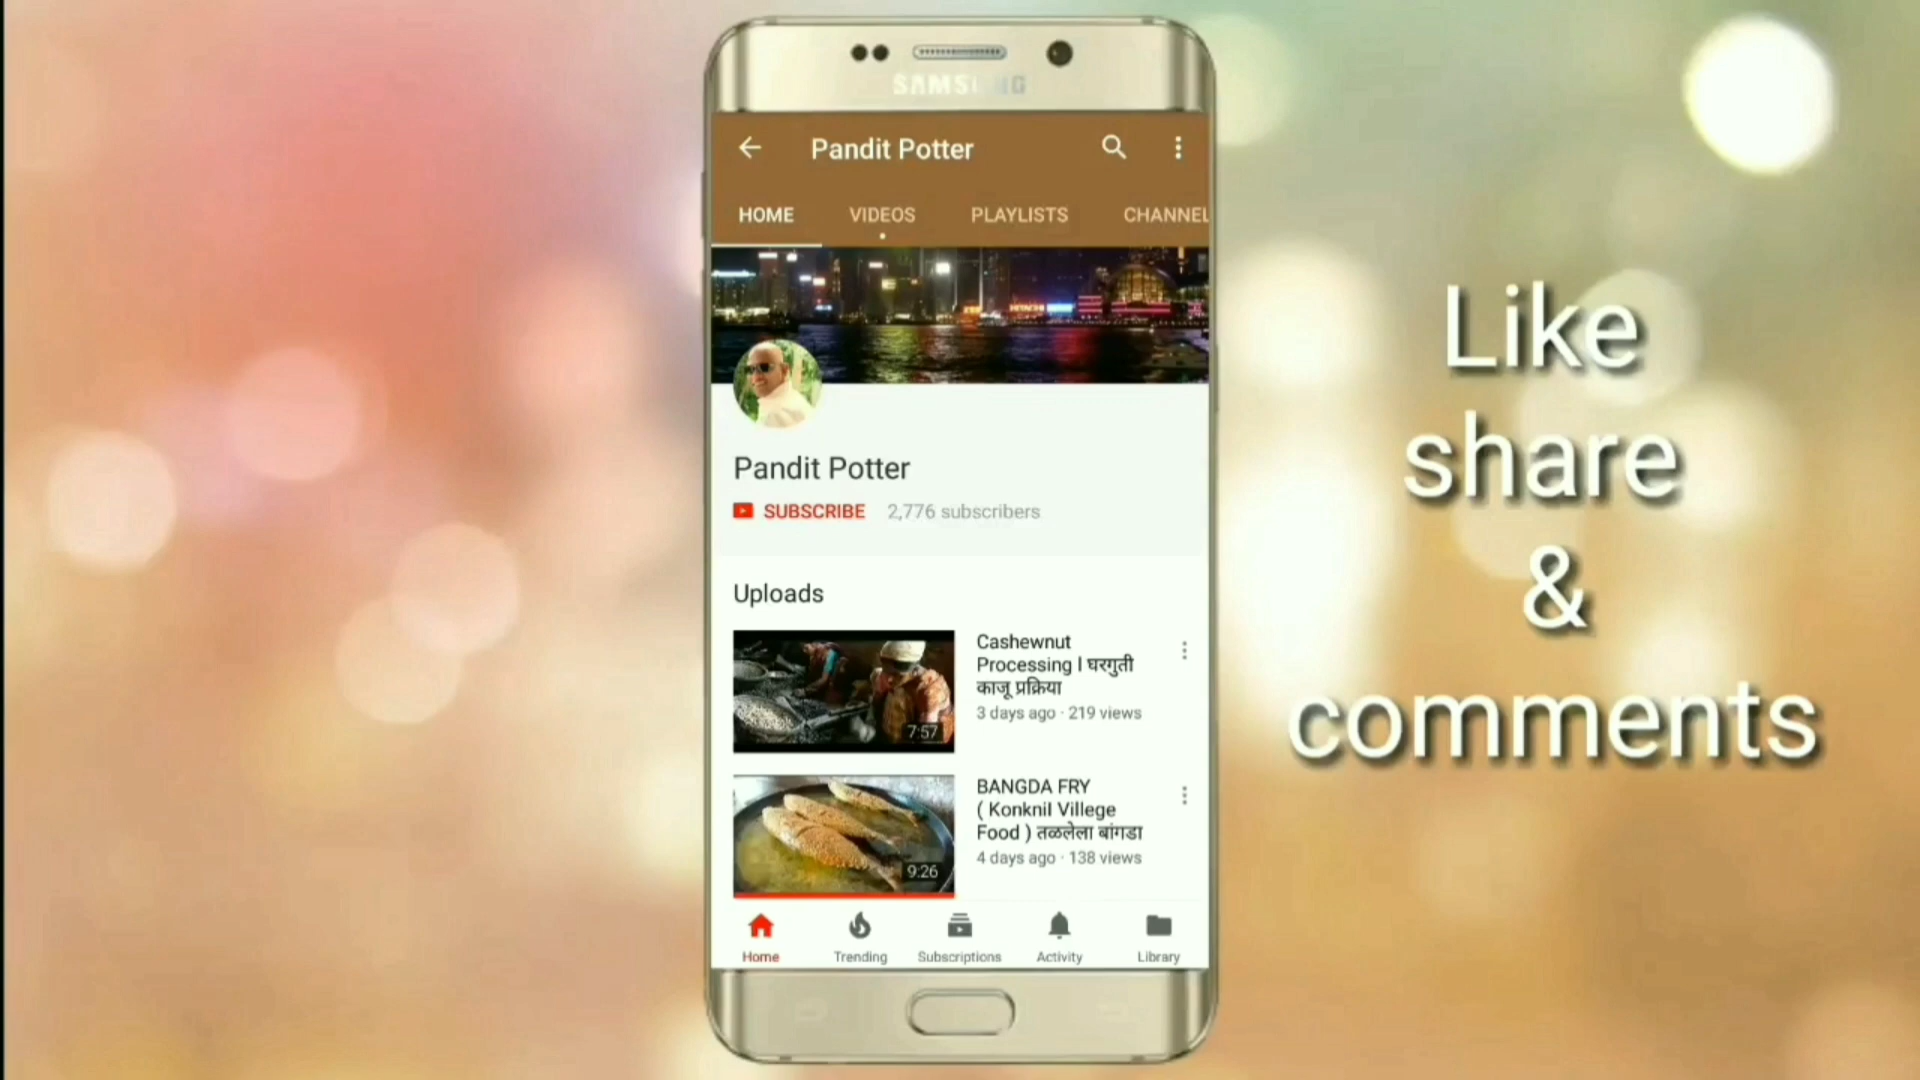 SAMSUNG
Pandit Potter
HOME VIDEOS PLAYLISTS CHANNEL
HITACHI
Pandit Potter
SUBSCRIBE 2,776 subscribers
Uploads
Cashewnut
Processing l घरगुती
काजू प्रक्रिया
3 days ago · 219 views
7:57
BANGDA FRY
( Konknil Villege
Food ) तळलेला बांगडा
4 days ago · 138 views
9:26
Home Trending Subscriptions Activity Library
Like
share
&
comments